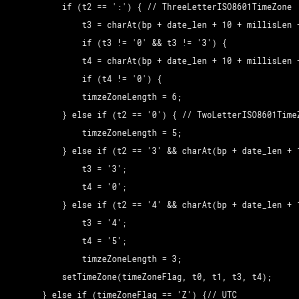 if (t2 == ':') { // ThreeLetterISO8601TimeZone
t3 = charAt(bp + date_len + 10 + millisLen
if (t3 != '0' && t3 != '3') {
t4 = charAt(bp + date_len + 10 + millisLen
if (t4 != '0') {
timzeZoneLength = 6;
} else if (t2 == '0') { // TwoLetterISO8601Time
timzeZoneLength = 5;
} else if (t2 == '3' && charAt(bp + date_len +
t3 = '3';
t4 = '0';
} else if (t2 == '4' && charAt(bp + date_len +
t3 = '4';
t4 = '5';
timzeZoneLength = 3;
setTimeZone(timeZoneFlag, t0, t1, t3, t4);
} else if (timeZoneFlag == 'Z') {// UTC